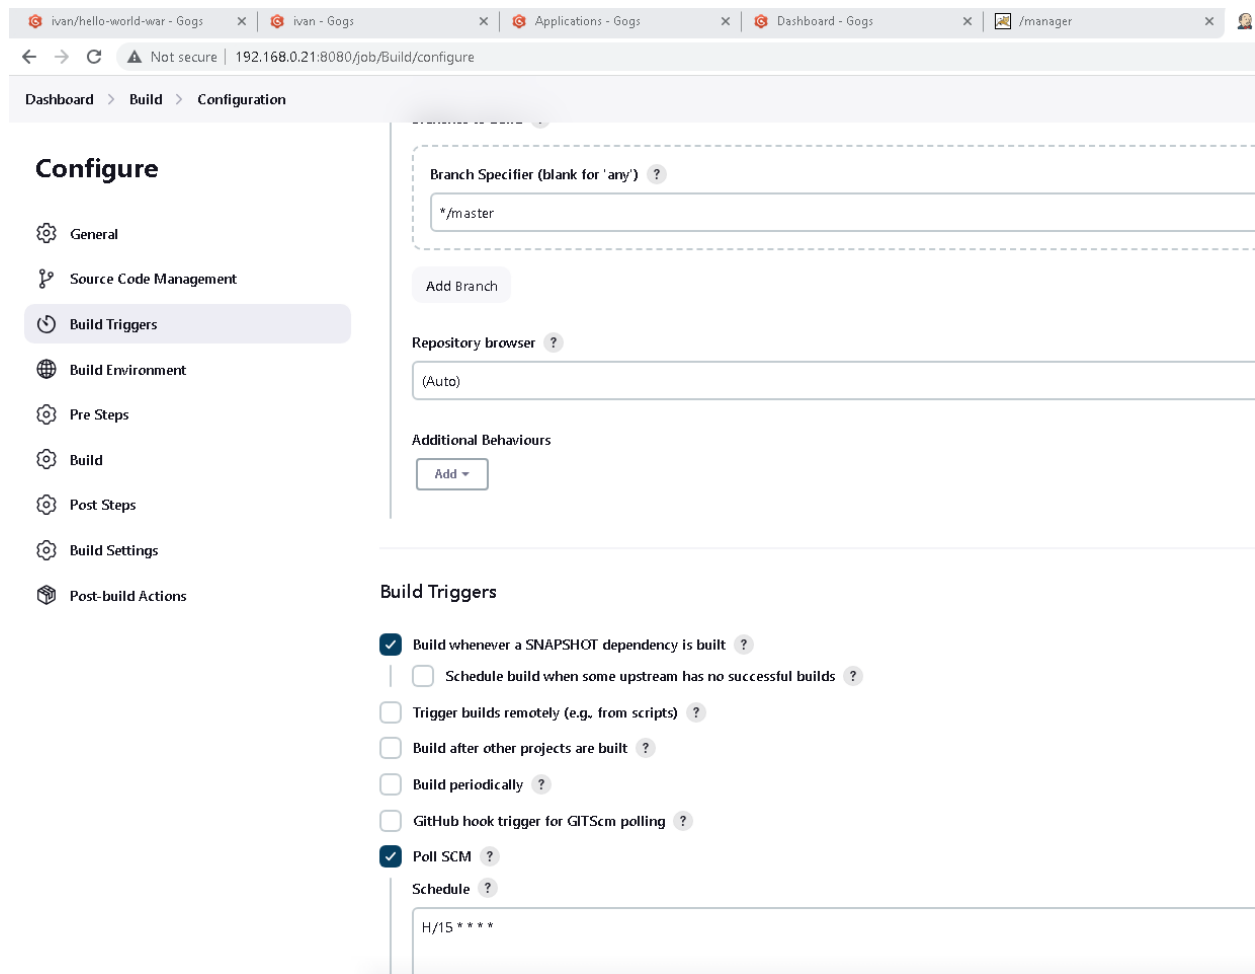 ivan/hello-world-war - Gogs
ivan - Gogs
Applications - Gogs
Dashboard - Gogs
/manager
Not secure | 192.168.0.21:8080/job/Build/configure
Dashboard > Build > Configuration
Configure
General
Source Code Management
Build Triggers
Build Environment
Pre Steps
Build
Post Steps
Build Settings
Post-build Actions
Branch Specifier (blank for 'any') ?
*/master
Add Branch
Repository browser ?
(Auto)
Additional Behaviours
Add
Build Triggers
Build whenever a SNAPSHOT dependency is built ?
Schedule build when some upstream has no successful builds ?
Trigger builds remotely (e.g., from scripts) ?
Build after other projects are built ?
Build periodically ?
GitHub hook trigger for GITScm polling ?
Poll SCM ?
Schedule ?
H/15 * * * *